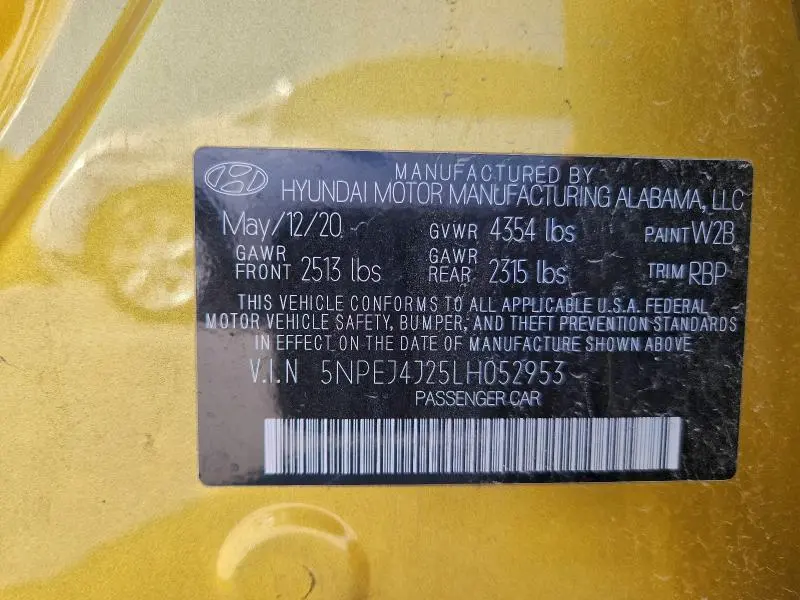 MANUFACTURED BY
HYUNDAI MOTOR MANUFACTURING ALABAMA, LLC
May/12/20 GVWR 4354 lbs PAINT W2B
GAWR FRONT 2513 lbs GAWR REAR 2315 lbs TRIM RBP
THIS VEHICLE CONFORMS TO ALL APPLICABLE U.S.A. FEDERAL
MOTOR VEHICLE SAFETY, BUMPER, AND THEFT PREVENTION STANDARDS
IN EFFECT ON THE DATE OF MANUFACTURE SHOWN ABOVE
V.I.N 5NPEJ4J25LH052953
PASSENGER CAR